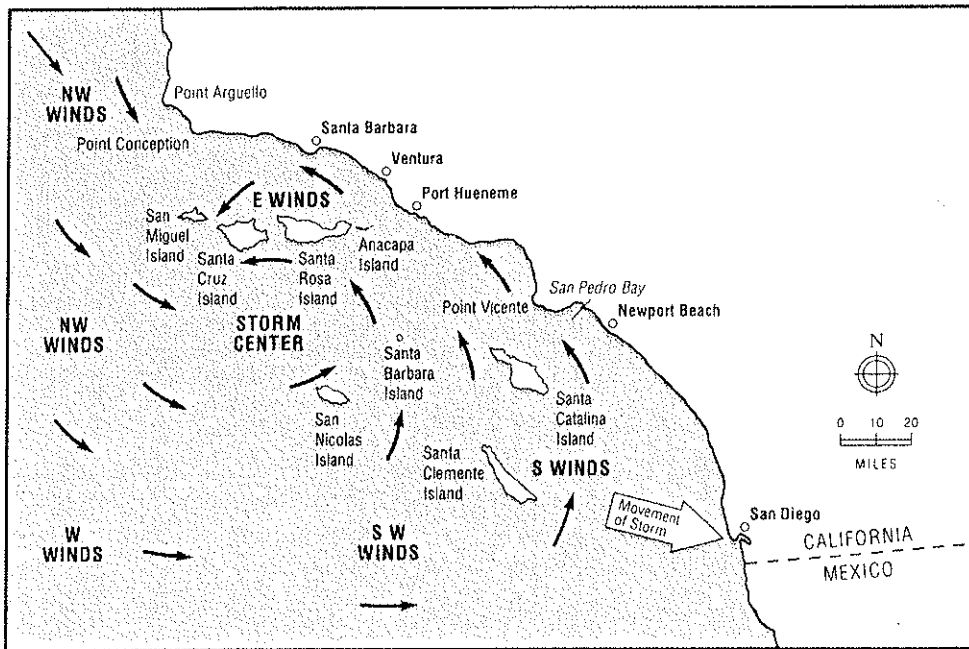 NW
WINDS
Point Arguello
Point Conception
Santa Barbara
Ventura
Port Hueneme
E WINDS
San
Miguel
Island
Santa
Cruz
Island
Santa
Rosa
Island
Anacapa
Island
San Pedro Bay
Point Vicente
Newport Beach
NW
WINDS
STORM
CENTER
Santa
Barbara
Island
San
Nicolas
Island
Santa
Catalina
Island
Santa
Clemente
Island
S WINDS
N
0 10 20
MILES
W
WINDS
S W
WINDS
Movement
of Storm
San Diego
CALIFORNIA
MEXICO